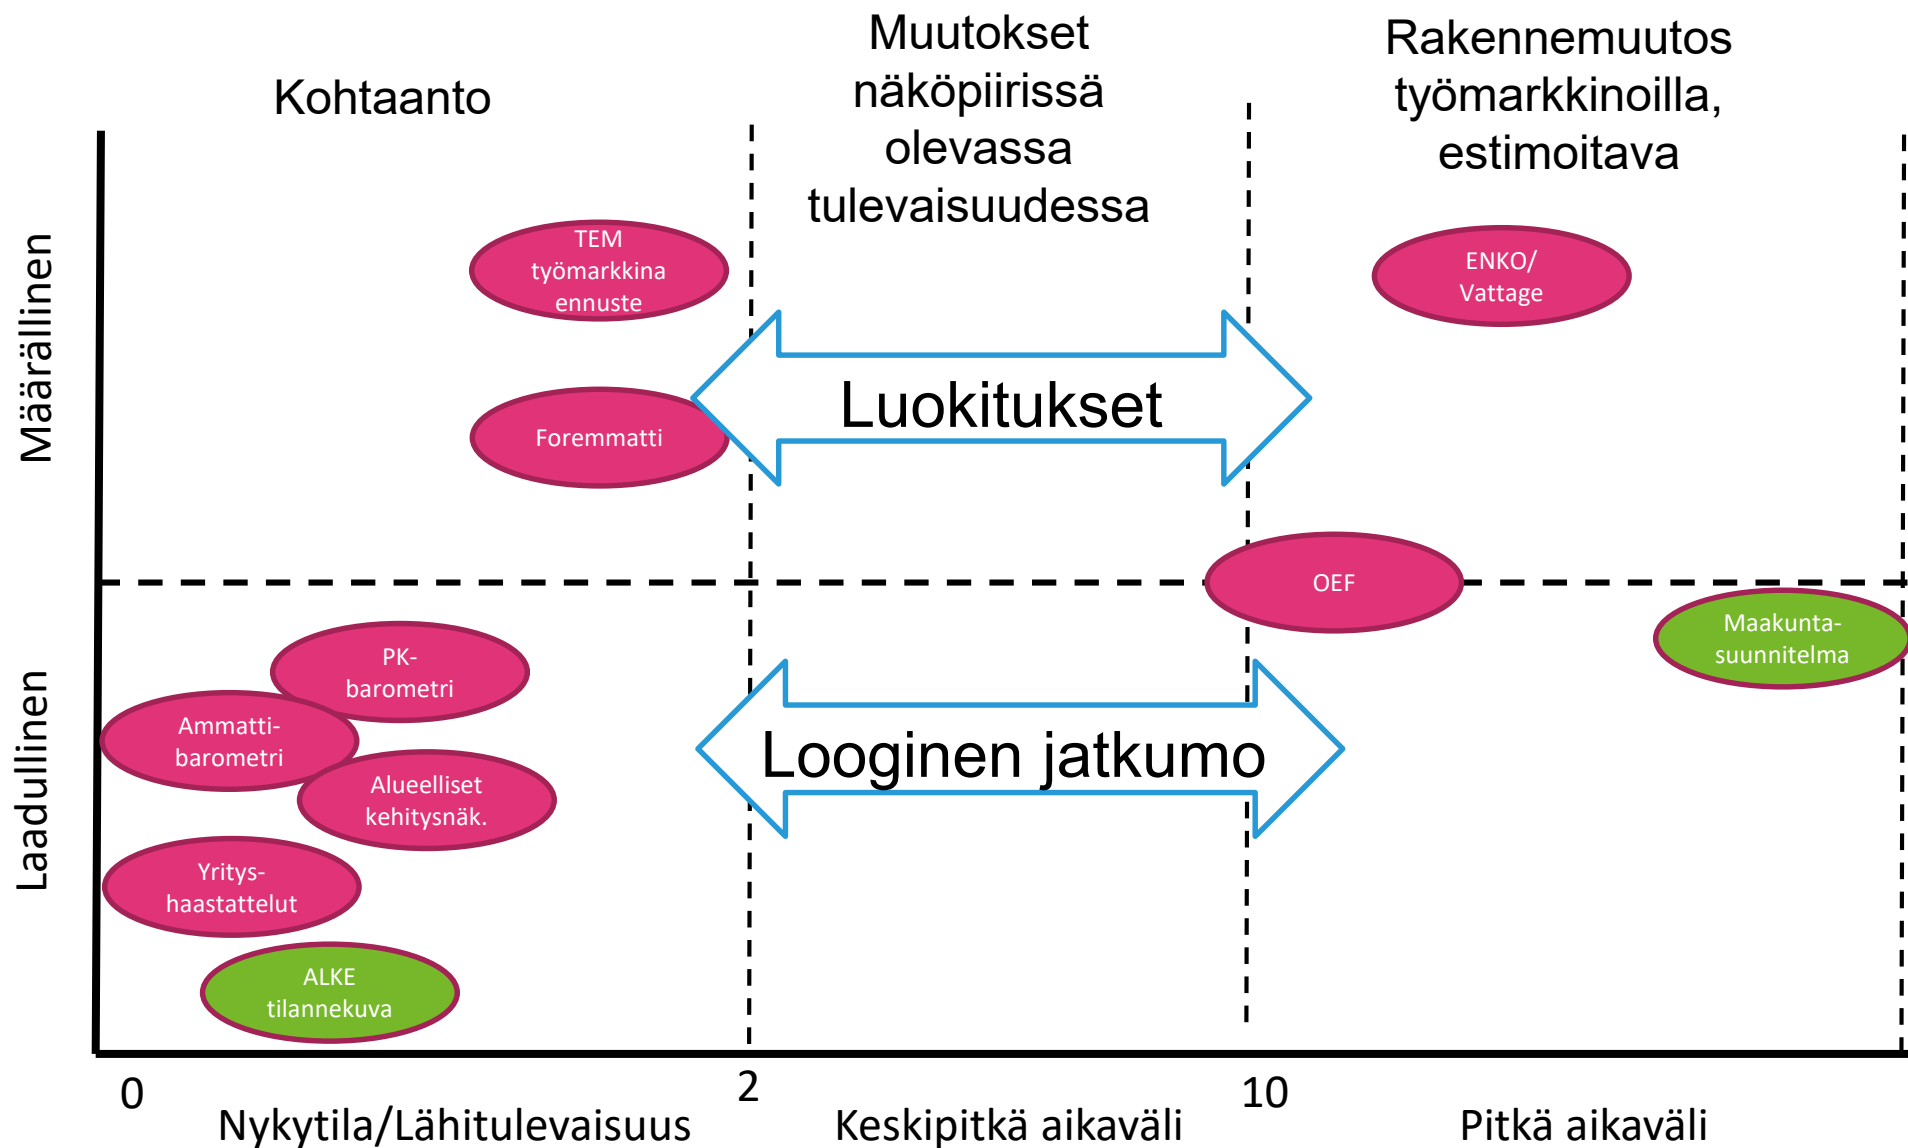 Kohtaanto
Muutokset
näköpiirissä
olevassa
tulevaisuudessa
Rakennemuutos
työmarkkinoilla,
estimoitava
Määrällinen
TEM
työmarkkina
ennuste
ENKO/
Vattage
Luokitukset
Foremmatti
OEF
Maakunta-
suunnitelma
Laadullinen
PK-
barometri
Ammatti-
barometri
Looginen jatkumo
Alueelliset
kehitysnäk.
Yritys-
haastattelut
ALKE
tilannekuva
0
2
10
Nykytila/Lähitulevaisuus
Keskipitkä aikaväli
Pitkä aikaväli